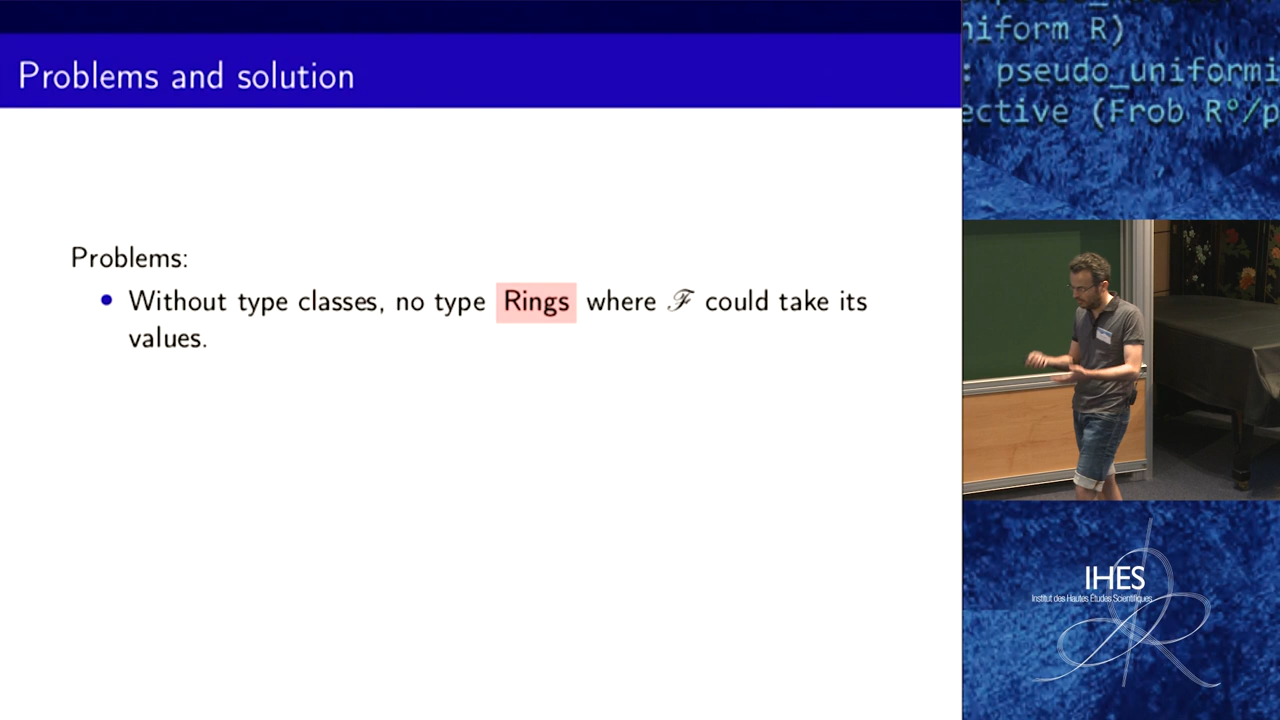 Problems and solution
Problems:
• Without type classes, no type Rings where ℱ could take its
values.
niform R)
: pseudo_uniformi
ective (Frob R°/p
IHES
Institut des Hautes Études Scientifiques